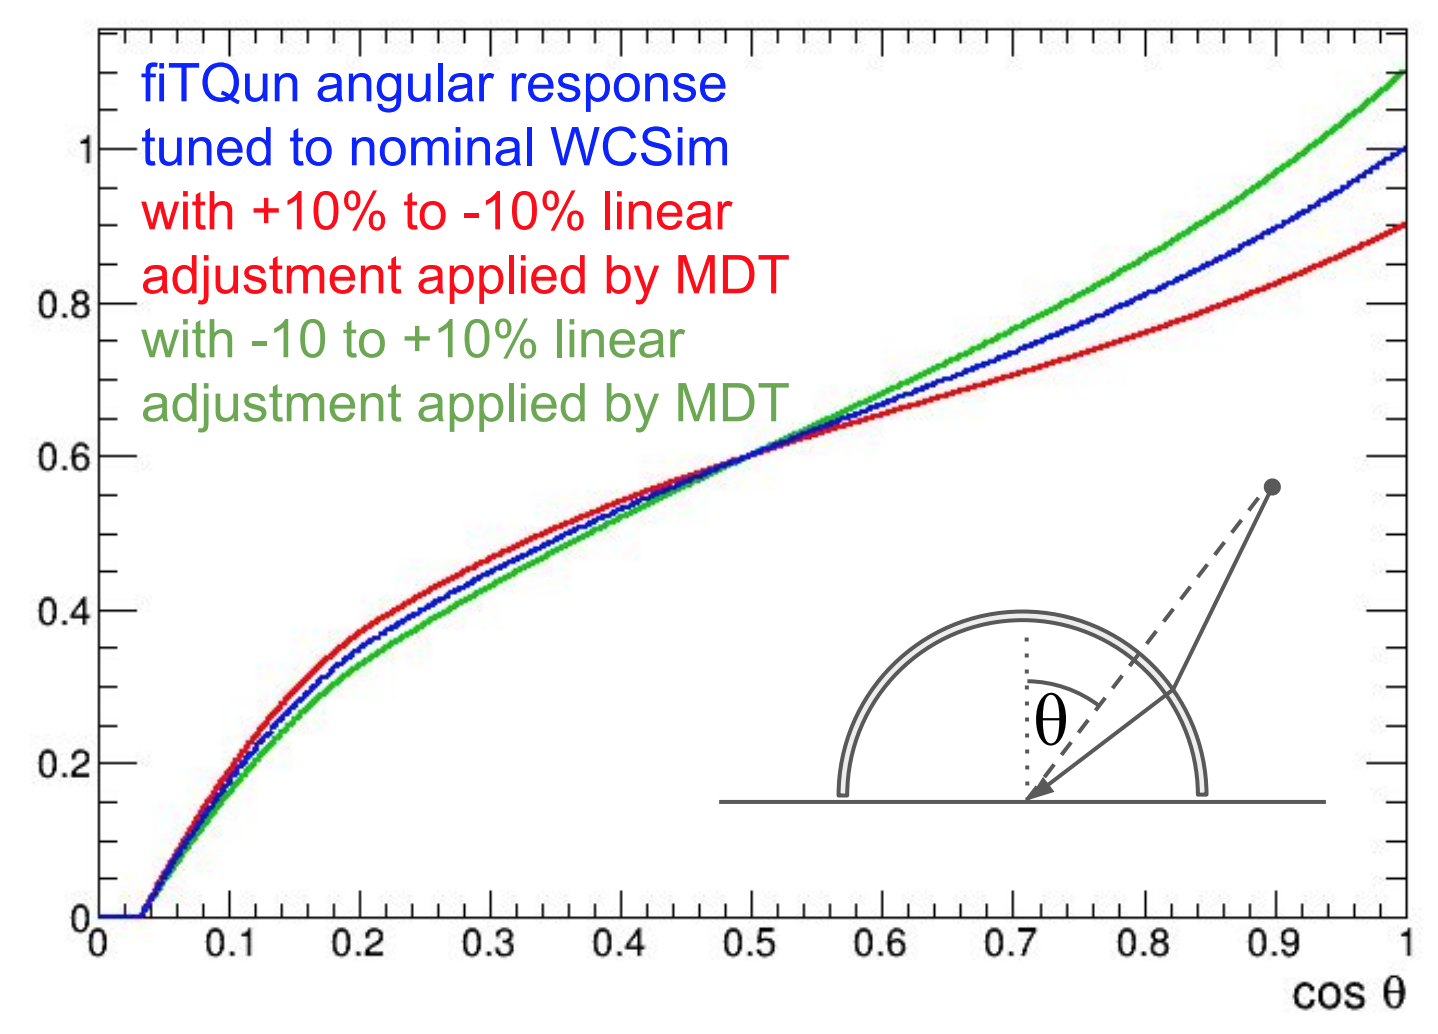 fiTQun angular response
tuned to nominal WCSim
with +10% to -10% linear
adjustment applied by MDT
with -10 to +10% linear
adjustment applied by MDT
1
0.8
0.6
0.4
0.2
0
θ
0 0.1 0.2 0.3 0.4 0.5 0.6 0.7 0.8 0.9 1
cos θ